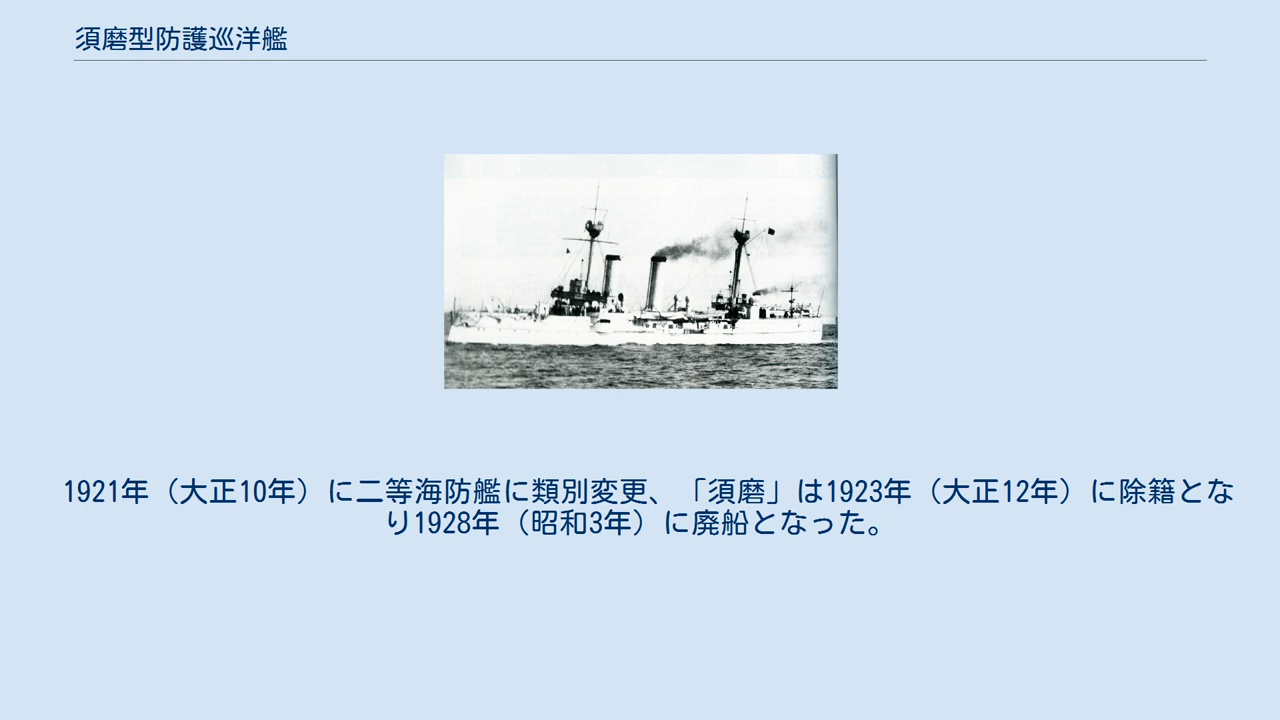 須磨型防護巡洋艦
1921年（大正10年）に二等海防艦に類別変更、「須磨」は1923年（大正12年）に除籍とな
り1928年（昭和3年）に廃船となった。